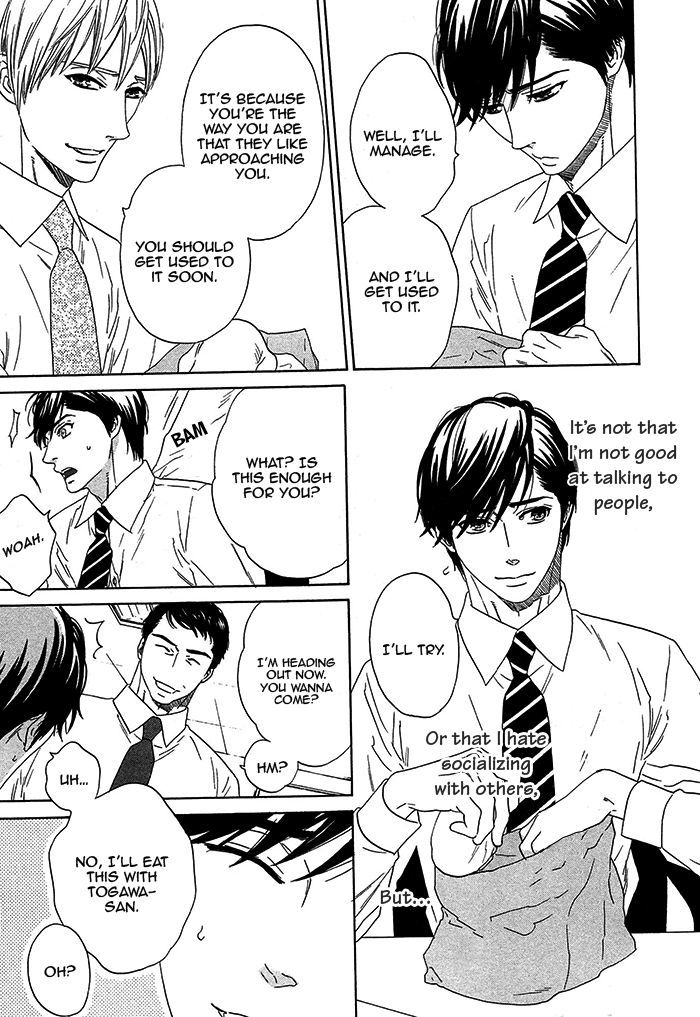 WELL, I'LL
MANAGE.
AND I'LL
GET USED
TO IT.
IT'S BECAUSE
YOU'RE THE
WAY YOU ARE
THAT THEY LIKE
APPROACHING
YOU.
YOU SHOULD
GET USED TO
IT SOON.
It's not that
I'm not good
at talking to
people,
I'LL TRY.
Or that I hate
socializing
with others,
But...
WHAT? IS
THIS ENOUGH
FOR YOU?
BAM
WOAH.
I'M HEADING
OUT NOW.
YOU WANNA
COME?
HM?
UH...
NO, I'LL EAT
THIS WITH
TOGAWA-
SAN.
OH?